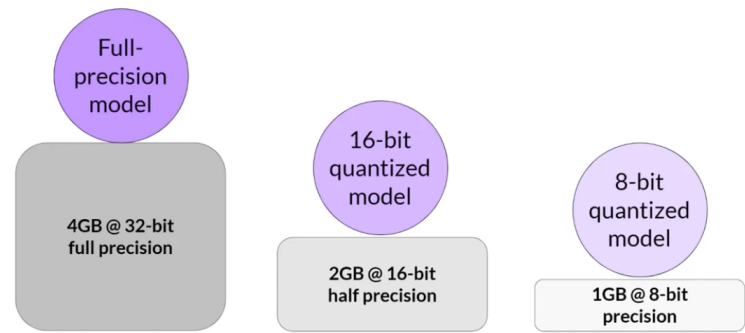 Full-
precision
model
4GB @ 32-bit
full precision
16-bit
quantized
model
2GB @ 16-bit
half precision
8-bit
quantized
model
1GB @ 8-bit
precision